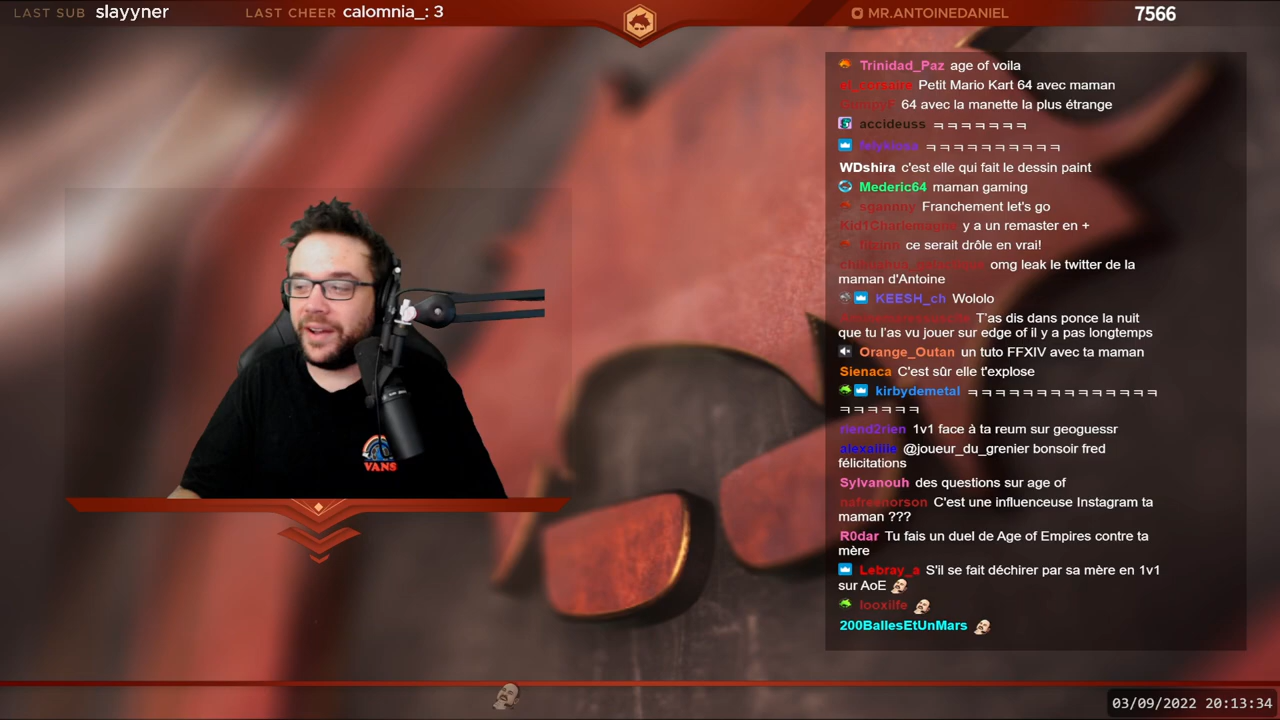 LAST SUB slayyner
LAST CHEER calomnia_: 3
MR.ANTOINEDANIEL
7566
Trinidad_Paz age of voila
el_corsaire Petit Mario Kart 64 avec maman
64 avec la manette la plus étrange
accideuss ㅋㅋㅋㅋㅋㅋㅋ
ㅋㅋㅋㅋㅋㅋㅋㅋㅋㅋ
WDshira c'est elle qui fait le dessin paint
Mederic64 maman gaming
sgannny Franchement let's go
Kid1Charlemagne y a un remaster en +
ce serait drôle en vrai!
omg leak le twitter de la
maman d'Antoine
KEESH_ch Wololo
T'as dis dans ponce la nuit
que tu l'as vu jouer sur edge of il y a pas longtemps
Orange_Outan un tuto FFXIV avec ta maman
Sienaca C'est sûr elle t'explose
kirbydemetal ㅋㅋㅋㅋㅋㅋㅋㅋㅋㅋㅋㅋㅋㅋ
ㅋㅋㅋㅋㅋㅋ
riend2rien 1v1 face à ta reum sur geoguessr
@joueur_du_grenier bonsoir fred
félicitations
Sylvanouh des questions sur age of
C'est une influenceuse Instagram ta
maman ???
R0dar Tu fais un duel de Age of Empires contre ta
mère
Lebray_a S'il se fait déchirer par sa mère en 1v1
sur AoE
looxilfe
200BallesEtUnMars
VANS
03/09/2022 20:13:34